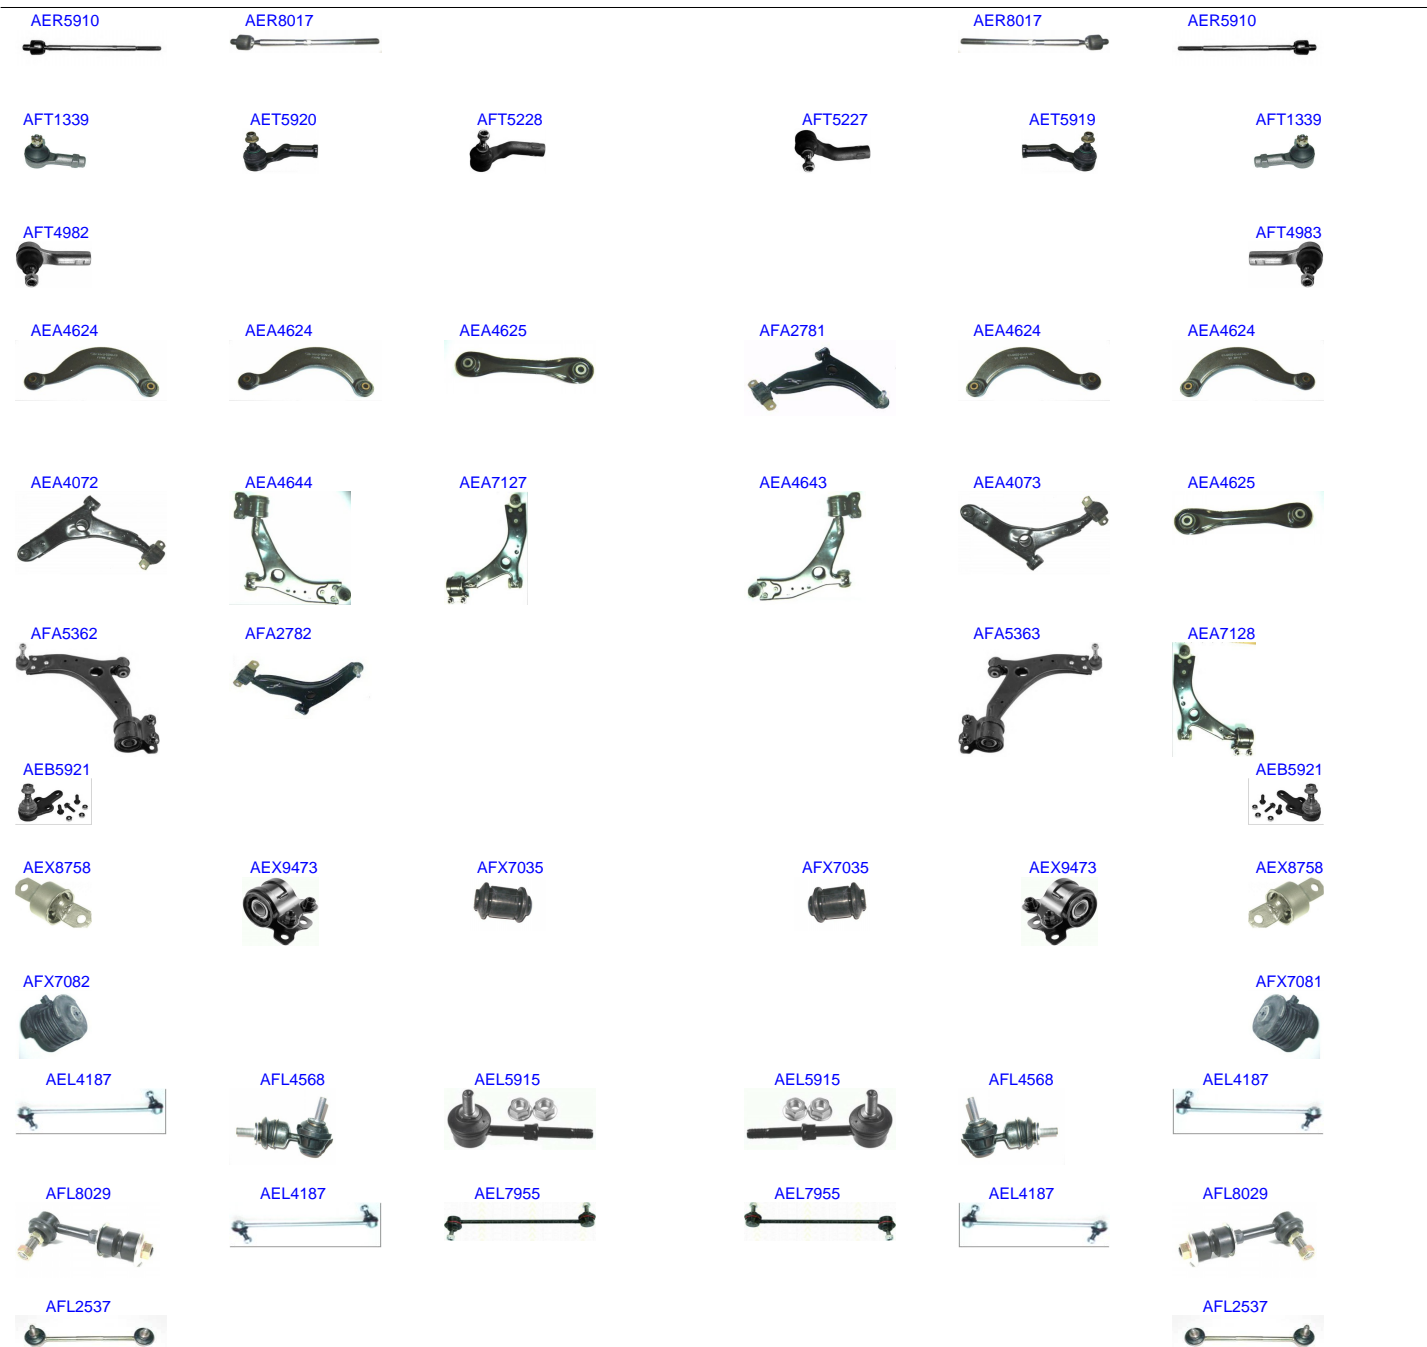 AER5910 AER8017 AER8017 AER5910
AFT1339 AET5920 AFT5228 AFT5227 AET5919 AFT1339
AFT4982 AFT4983
AEA4624 AEA4624 AEA4625 AFA2781 AEA4624 AEA4624
AEA4072 AEA4644 AEA7127 AEA4643 AEA4073 AEA4625
AFA5362 AFA2782 AFA5363 AEA7128
AEB5921 AEB5921
AEX8758 AEX9473 AFX7035 AFX7035 AEX9473 AEX8758
AFX7082 AFX7081
AEL4187 AFL4568 AEL5915 AEL5915 AFL4568 AEL4187
AFL8029 AEL4187 AEL7955 AEL7955 AEL4187 AFL8029
AFL2537 AFL2537